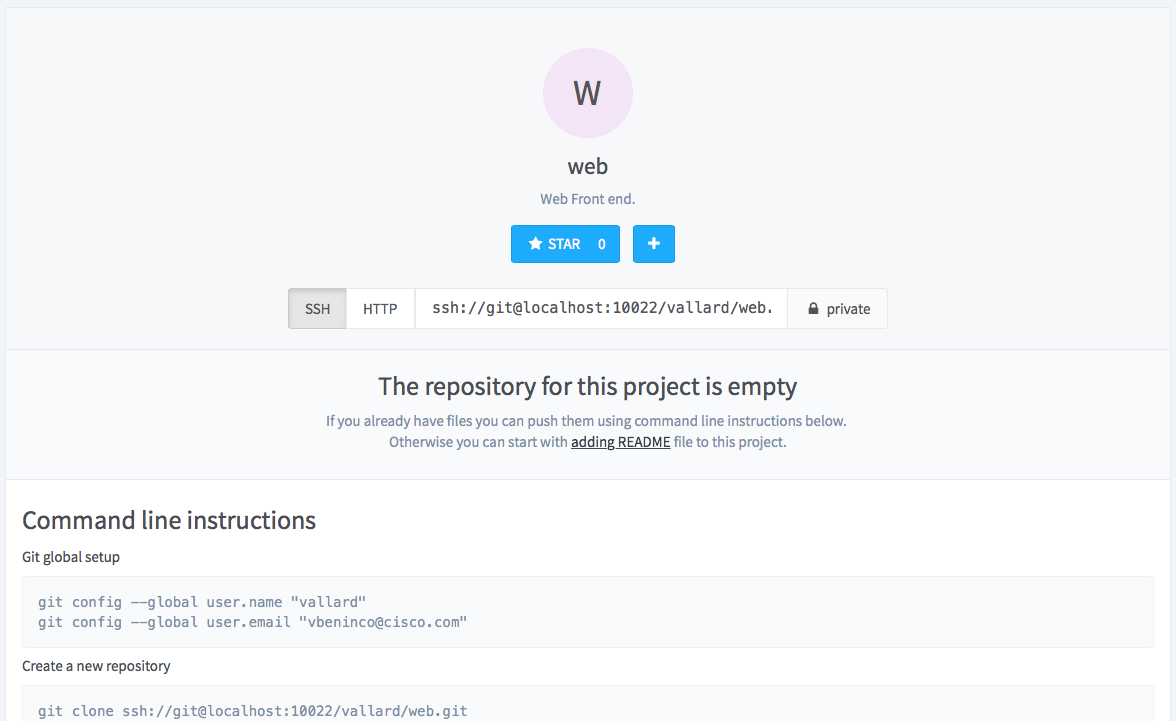 W
web
Web Front end.
STAR 0
SSH HTTP ssh://git@localhost:10022/vallard/web. private
The repository for this project is empty
If you already have files you can push them using command line instructions below.
Otherwise you can start with adding README file to this project.
Command line instructions
Git global setup
git config --global user.name "vallard"
git config --global user.email "vbeninco@cisco.com"
Create a new repository
git clone ssh://git@localhost:10022/vallard/web.git